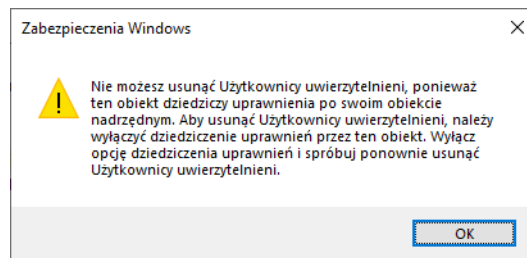 Zabezpieczenia Windows
Nie możesz usunąć Użytkownicy uwierzytelnieni, ponieważ
ten obiekt dziedziczy uprawnienia po swoim obiekcie
nadrzędnym. Aby usunąć Użytkownicy uwierzytelnieni, należy
wyłączyć dziedziczenie uprawnień przez ten obiekt. Wyłącz
opcję dziedziczenia uprawnień i spróbuj ponownie usunąć
Użytkownicy uwierzytelnieni.
OK